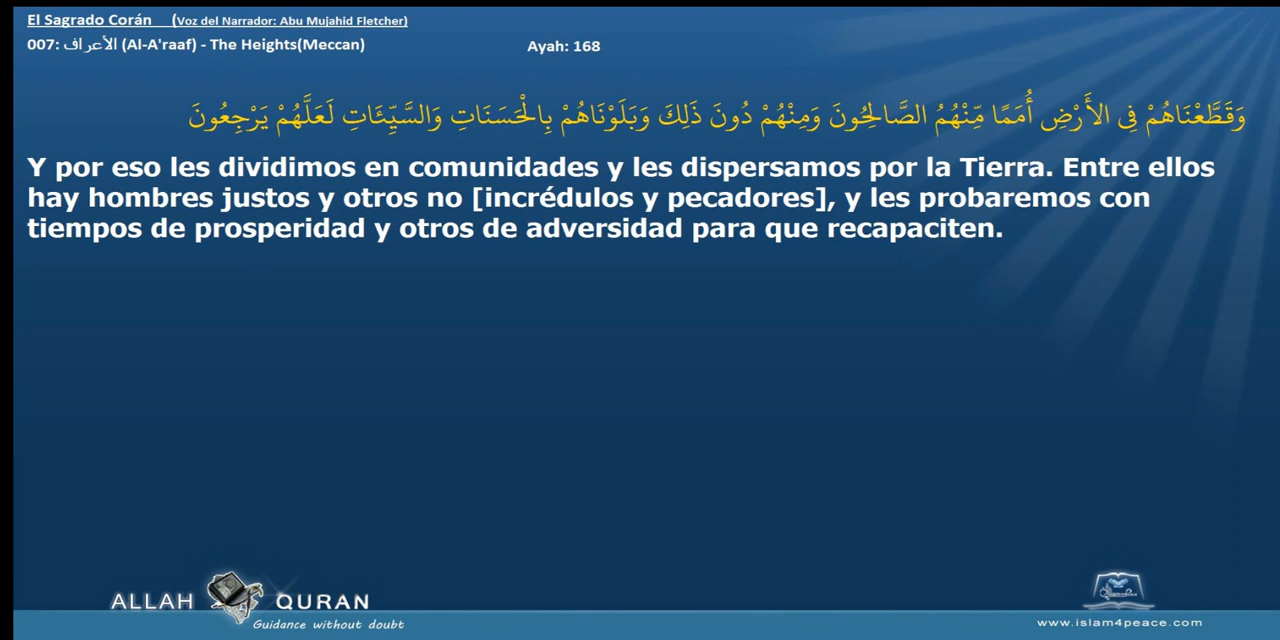 El Sagrado Corán (Voz del Narrador: Abu Mujahid Fletcher)
007: الأعراف (Al-A'raaf) - The Heights(Meccan) Ayah: 168
وَقَطَّعْنَاهُمْ فِي الأَرْضِ أُمَمًا مِّنْهُمُ الصَّالِحُونَ وَمِنْهُمْ دُونَ ذَلِكَ وَبَلَوْنَاهُمْ بِالْحَسَنَاتِ وَالسَّيِّئَاتِ لَعَلَّهُمْ يَرْجِعُونَ
Y por eso les dividimos en comunidades y les dispersamos por la Tierra. Entre ellos
hay hombres justos y otros no [incrédulos y pecadores], y les probaremos con
tiempos de prosperidad y otros de adversidad para que recapaciten.
ALLAH QURAN
Guidance without doubt
www.islam4peace.com